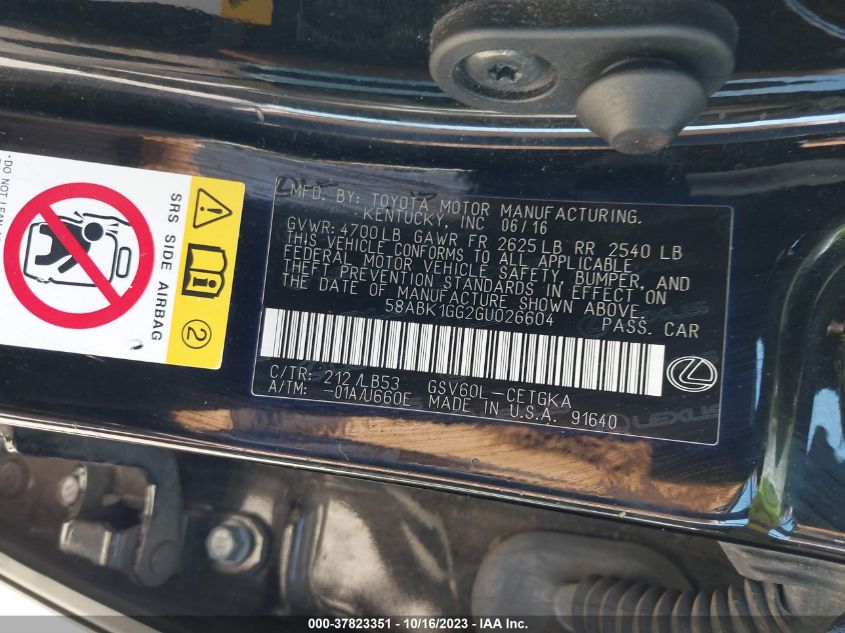 MFD. BY: TOYOTA MOTOR MANUFACTURING.
KENTUCKY, INC 06/16
GVWR: 4700LB GAWR FR 2625LB RR 2540 LB
THIS VEHICLE CONFORMS TO ALL APPLICABLE
FEDERAL MOTOR VEHICLE SAFETY, BUMPER, AND
THEFT PREVENTION STANDARDS IN EFFECT ON
THE DATE OF MANUFACTURE SHOWN ABOVE.
58ABK1GG2GU026604 PASS. CAR
C/TR: 212/LB53 GSV60L-CETGKA
A/TM: -01A/U660E MADE IN U.S.A. 91640
LEXUS
SRS SIDE AIRBAG
2
•DO NOT LEAN
000-37823351 - 10/16/2023 - IAA Inc.